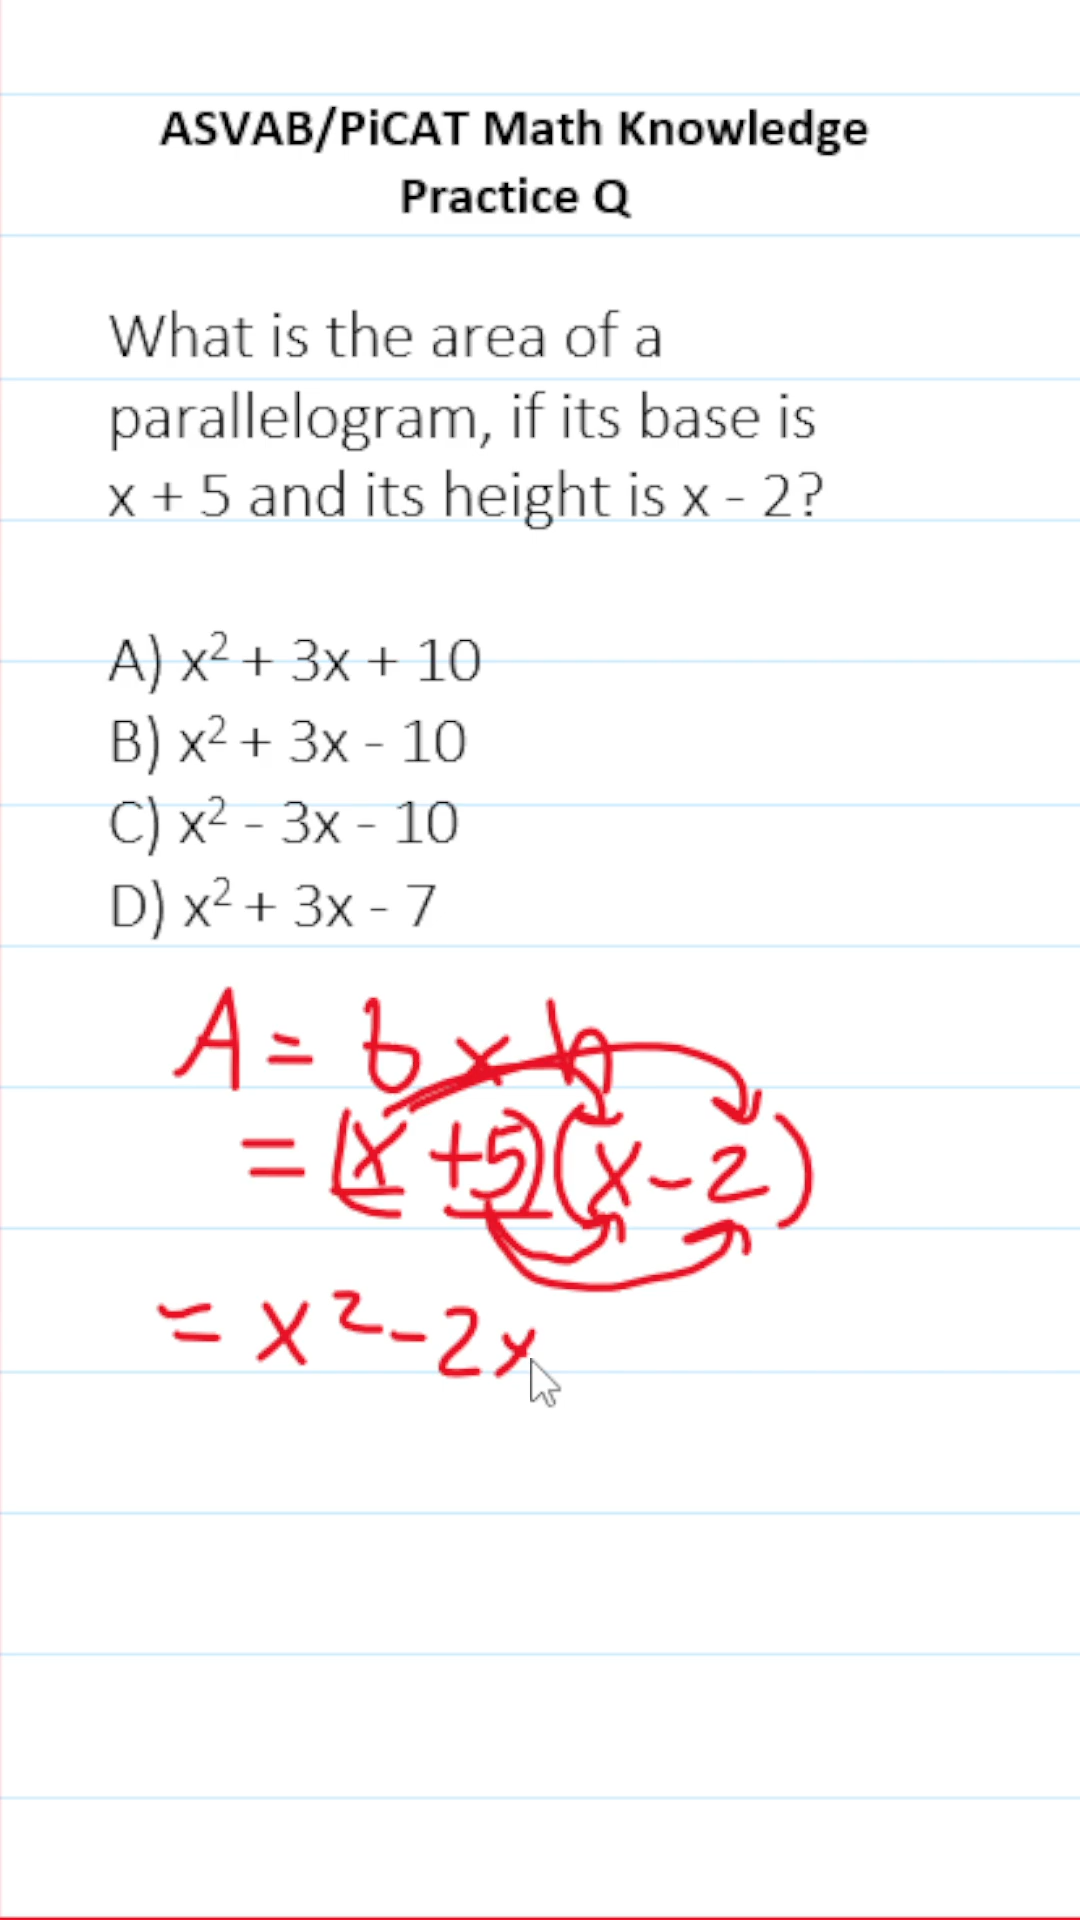 ASVAB/PiCAT Math Knowledge
Practice Q
What is the area of a
parallelogram, if its base is
x + 5 and its height is x - 2?
A) x² + 3x + 10
B) x² + 3x - 10
C) x² - 3x - 10
D) x² + 3x - 7
A = b x h
= (x +5)(x-2)
= x²-2x